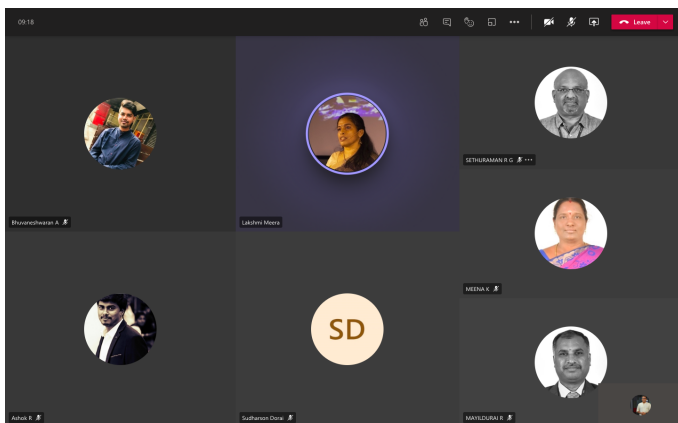 09:18
Leave
SETHURAMAN R G
Bhuvaneshwaran A
Lakshmi Meera
MEENA K
SD
Ashok R
Sudharson Dorai
MAYILDURAI R